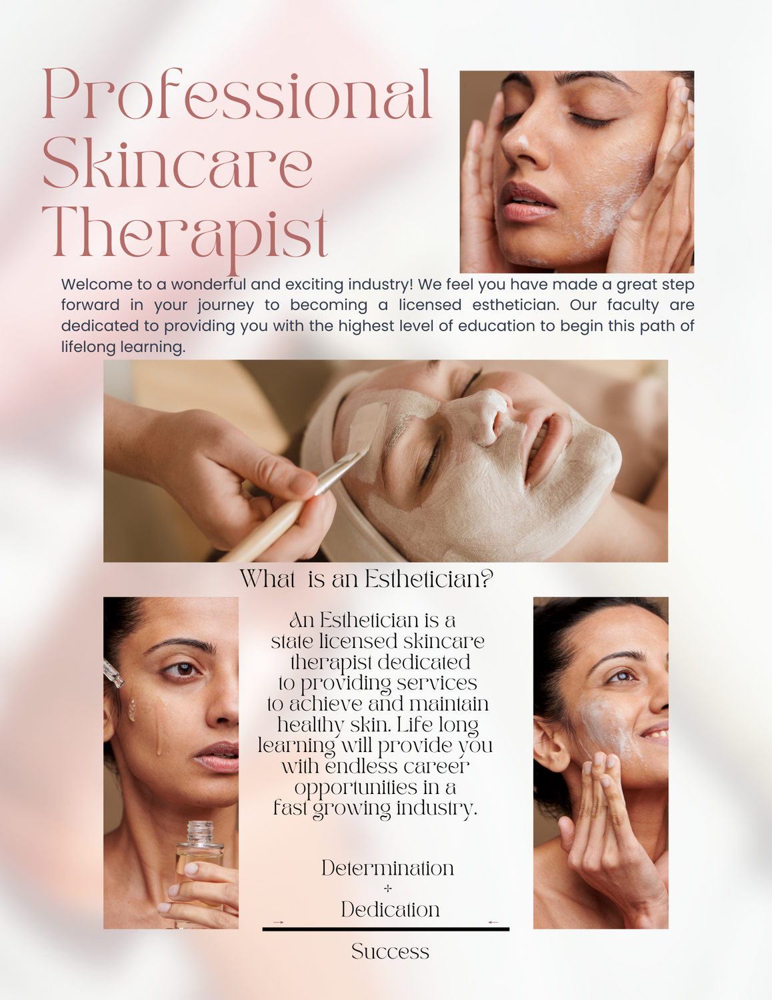 Professional
Skincare
Therapist
Welcome to a wonderful and exciting industry! We feel you have made a great step
forward in your journey to becoming a licensed esthetician. Our faculty are
dedicated to providing you with the highest level of education to begin this path of
lifelong learning.
What is an Esthetician?
An Esthetician is a
state licensed skincare
therapist dedicated
to providing services
to achieve and maintain
healthy skin. Life long
learning will provide you
with endless career
opportunities in a
fast growing industry.
Determination
+
Dedication
Success